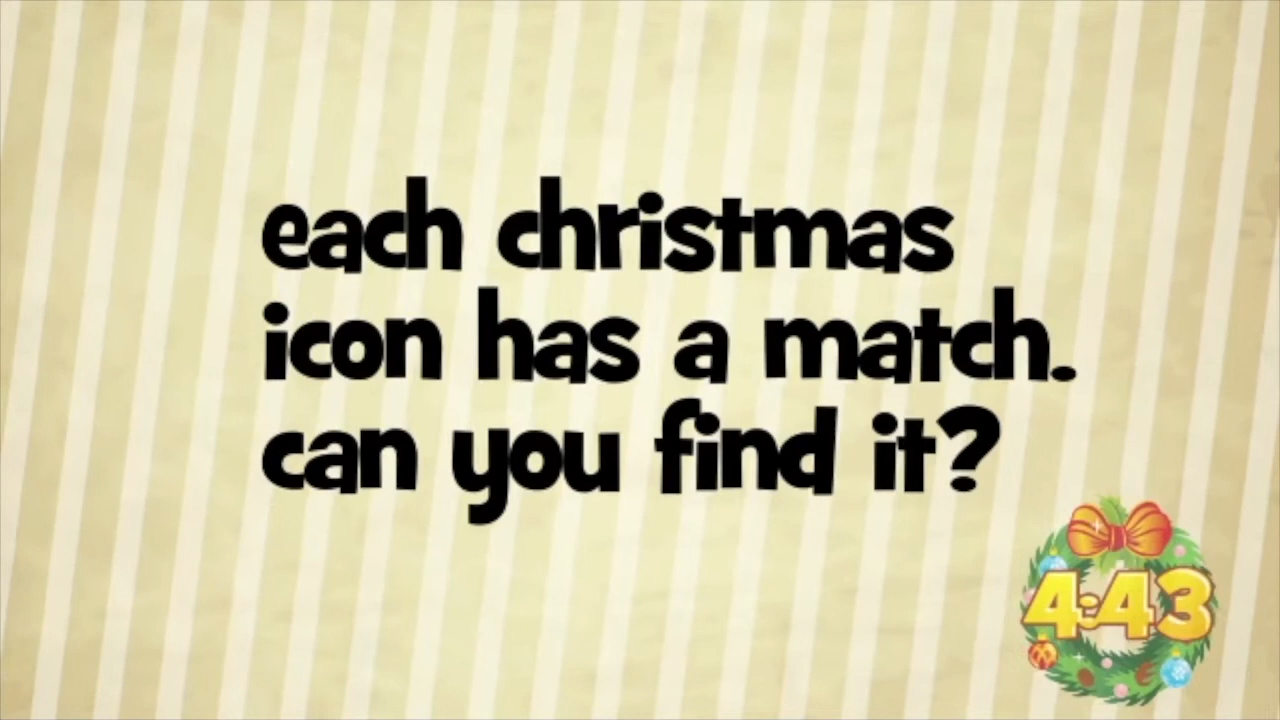 each christmas
icon has a match.
can you find it?
4:43